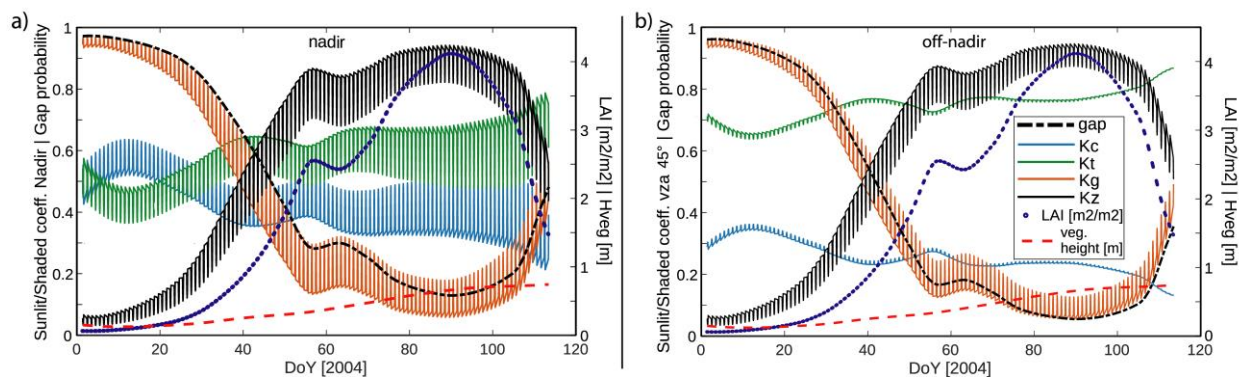 a)
nadir
Sunlit/Shaded coeff. Nadir | Gap probability
1
0.8
0.6
0.4
0.2
0
0 20 40 60 80 100 120
DoY [2004]
4
3
2
1
0
LAI [m2/m2] | Hveg [m]
b)
off-nadir
Sunlit/Shaded coeff. vza 45° | Gap probability
1
0.8
0.6
0.4
0.2
0
0 20 40 60 80 100 120
DoY [2004]
4
3
2
1
0
LAI [m2/m2] | Hveg [m]
gap
Kc
Kt
Kg
Kz
LAI [m2/m2]
veg.
height [m]